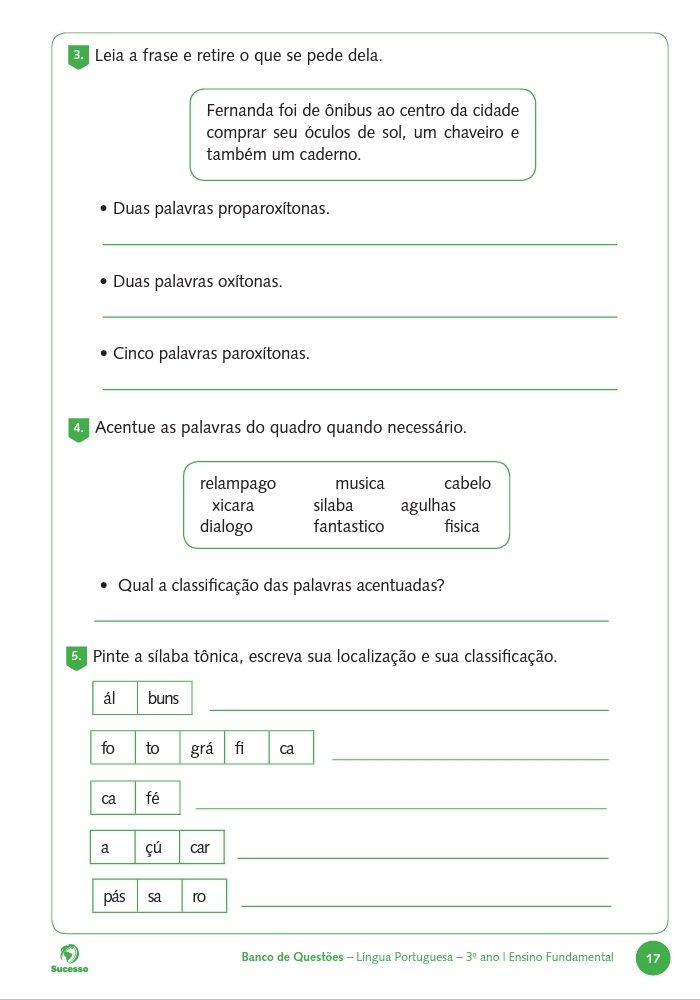 3. Leia a frase e retire o que se pede dela.
Fernanda foi de ônibus ao centro da cidade
comprar seu óculos de sol, um chaveiro e
também um caderno.
• Duas palavras proparoxítonas.
• Duas palavras oxítonas.
• Cinco palavras paroxítonas.
4. Acentue as palavras do quadro quando necessário.
relampago musica cabelo
xicara silaba agulhas
dialogo fantastico fisica
• Qual a classificação das palavras acentuadas?
5. Pinte a sílaba tônica, escreva sua localização e sua classificação.
ál buns
fo to grá fi ca
ca fé
a çú car
pás sa ro
Sucesso
Banco de Questões – Língua Portuguesa – 3º ano l Ensino Fundamental
17